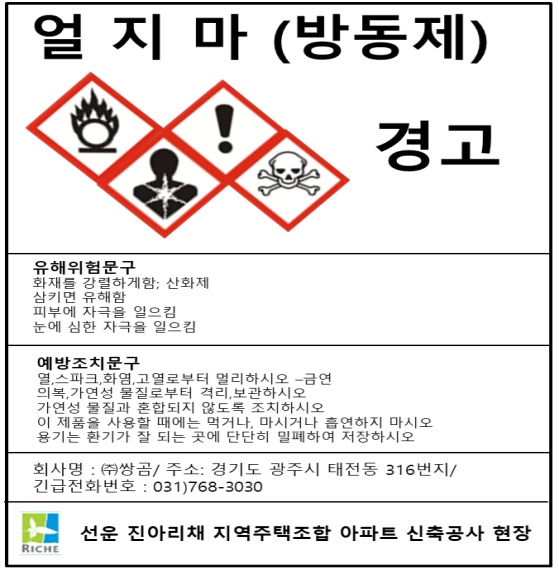 얼 지 마 (방동제)
경고
유해위험문구
화재를 강렬하게함; 산화제
삼키면 유해함
피부에 자극을 일으킴
눈에 심한 자극을 일으킴
예방조치문구
열,스파크,화염,고열로부터 멀리하시오 –금연
의복,가연성 물질로부터 격리,보관하시오
가연성 물질과 혼합되지 않도록 조치하시오
이 제품을 사용할 때에는 먹거나, 마시거나 흡연하지 마시오
용기는 환기가 잘 되는 곳에 단단히 밀폐하여 저장하시오
회사명 : ㈜쌍곰/ 주소: 경기도 광주시 태전동 316번지/
긴급전화번호 : 031)768-3030
RICHE
선운 진아리채 지역주택조합 아파트 신축공사 현장